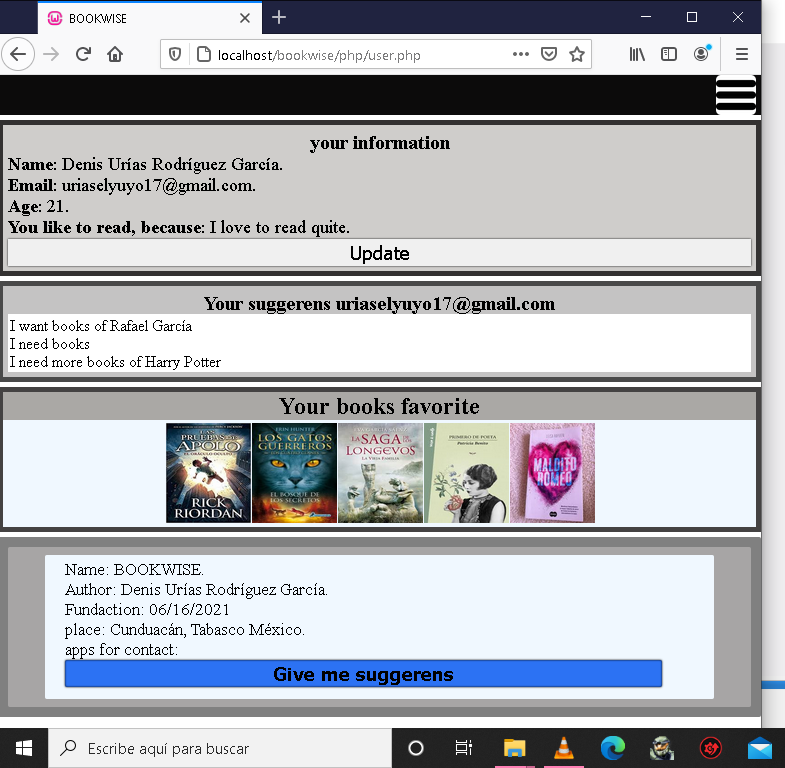 BOOKWISE
localhost/bookwise/php/user.php
your information
Name: Denis Urías Rodríguez García.
Email: uriaselyuyo17@gmail.com.
Age: 21.
You like to read, because: I love to read quite.
Update
Your suggerens uriaselyuyo17@gmail.com
I want books of Rafael García
I need books
I need more books of Harry Potter
Your books favorite
LAS
PRUEBAS DE
APOLO
EL ORÁCULO OCULTO
RICK
RIORDAN
ERIN HUNTER
LOS GATOS
GUERREROS
EL BOSQUE DE
LOS SECRETOS
LA SAGA
DE LOS
LONGEVOS
LA VIEJA FAMILIA
PRIMERO DE POETA
Patricia Benito
MALDITO
ROMEO
Name: BOOKWISE.
Author: Denis Urías Rodríguez García.
Fundaction: 06/16/2021
place: Cunduacán, Tabasco México.
apps for contact:
Give me suggerens
Escribe aquí para buscar